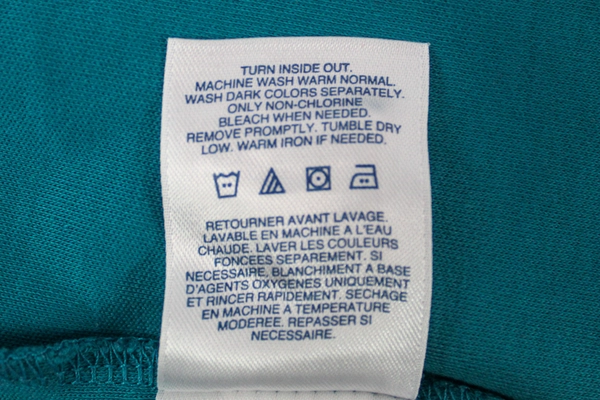 TURN INSIDE OUT.
MACHINE WASH WARM NORMAL.
WASH DARK COLORS SEPARATELY.
ONLY NON-CHLORINE
BLEACH WHEN NEEDED.
REMOVE PROMPTLY. TUMBLE DRY
LOW. WARM IRON IF NEEDED.
RETOURNER AVANT LAVAGE.
LAVABLE EN MACHINE A L'EAU
CHAUDE. LAVER LES COULEURS
FONCEES SEPAREMENT. SI
NECESSAIRE, BLANCHIMENT A BASE
D'AGENTS OXYGENES UNIQUEMENT
ET RINCER RAPIDEMENT. SECHAGE
EN MACHINE A TEMPERATURE
MODEREE. REPASSER SI
NECESSAIRE.